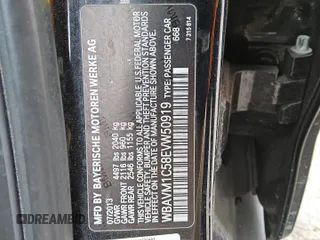 MFD BY BAYERISCHE MOTOREN WERKE AG
07/2013
GVWR 4497 lbs 2040 kg
GAWR FRONT 2116 lbs 960 kg
GAWR REAR 2546 lbs 1155 kg
THIS VEHICLE CONFORMS TO ALL APPLICABLE U.S. FEDERAL MOTOR
VEHICLE SAFETY, BUMPER, AND THEFT PREVENTION STANDARDS
IN EFFECT ON THE DATE OF MANUFACTURE SHOWN ABOVE.
WBAVM1C58EVW50919 TYPE: PASSENGER CAR
668
7 315 814
DREAMBID